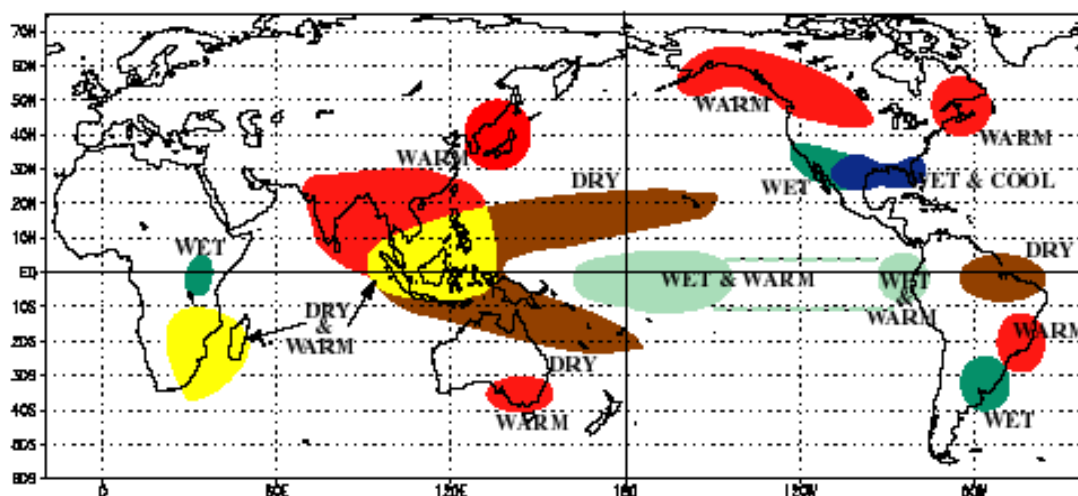 70N
60N
WARM
50N
WARM
40N
WARM
30N
DRY
WET
WET & COOL
20N
10N
WET
DRY
EQ
WET & WARM
WET
&
WARM
10S
DRY
&
WARM
20S
WARM
DRY
30S
40S
WARM
WET
50S
60S
0
60E
120E
180
120W
60W